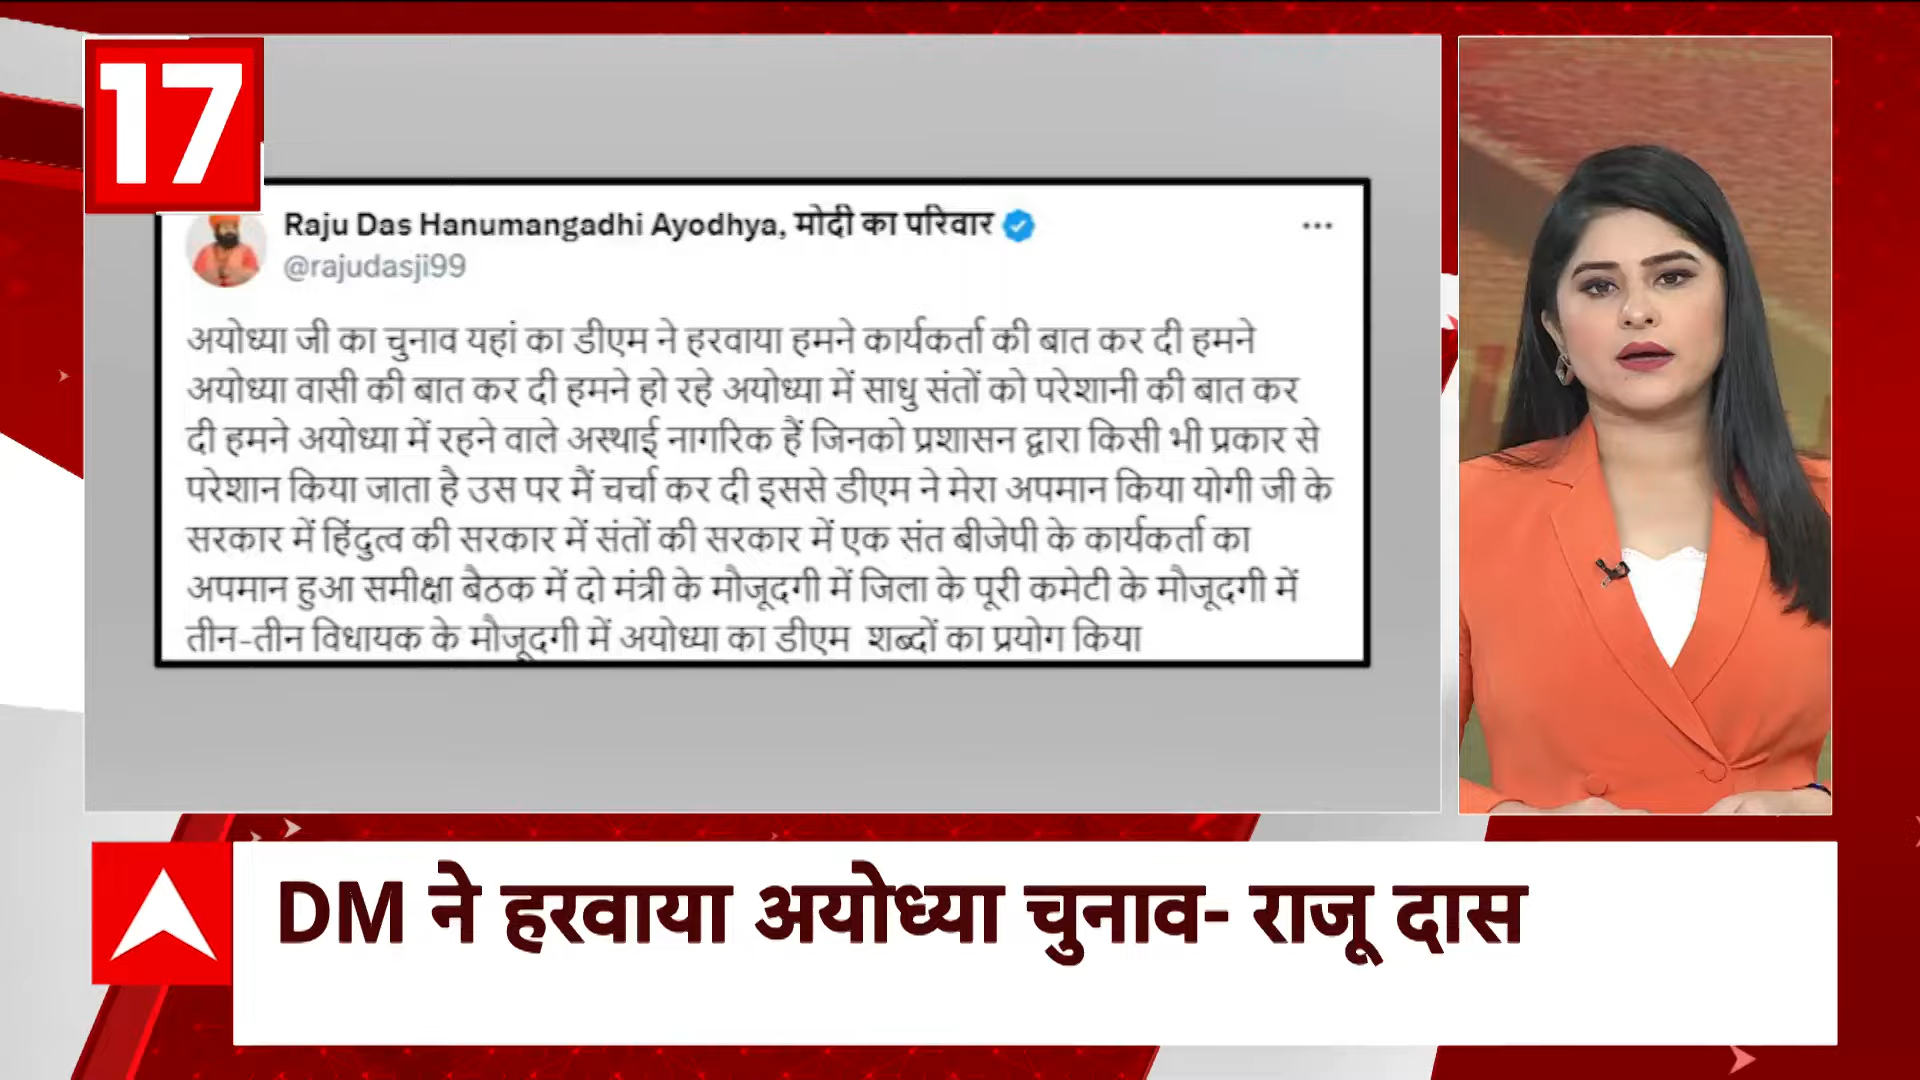 17
Raju Das Hanumangadhi Ayodhya, मोदी का परिवार
@rajudasji99
अयोध्या जी का चुनाव यहां का डीएम ने हरवाया हमने कार्यकर्ता की बात कर दी हमने
अयोध्या वासी की बात कर दी हमने हो रहे अयोध्या में साधु संतों को परेशानी की बात कर
दी हमने अयोध्या में रहने वाले अस्थाई नागरिक हैं जिनको प्रशासन द्वारा किसी भी प्रकार से
परेशान किया जाता है उस पर मैं चर्चा कर दी इससे डीएम ने मेरा अपमान किया योगी जी के
सरकार में हिंदुत्व की सरकार में संतों की सरकार में एक संत बीजेपी के कार्यकर्ता का
अपमान हुआ समीक्षा बैठक में दो मंत्री के मौजूदगी में जिला के पूरी कमेटी के मौजूदगी में
तीन-तीन विधायक के मौजूदगी में अयोध्या का डीएम शब्दों का प्रयोग किया
DM ने हरवाया अयोध्या चुनाव- राजू दास